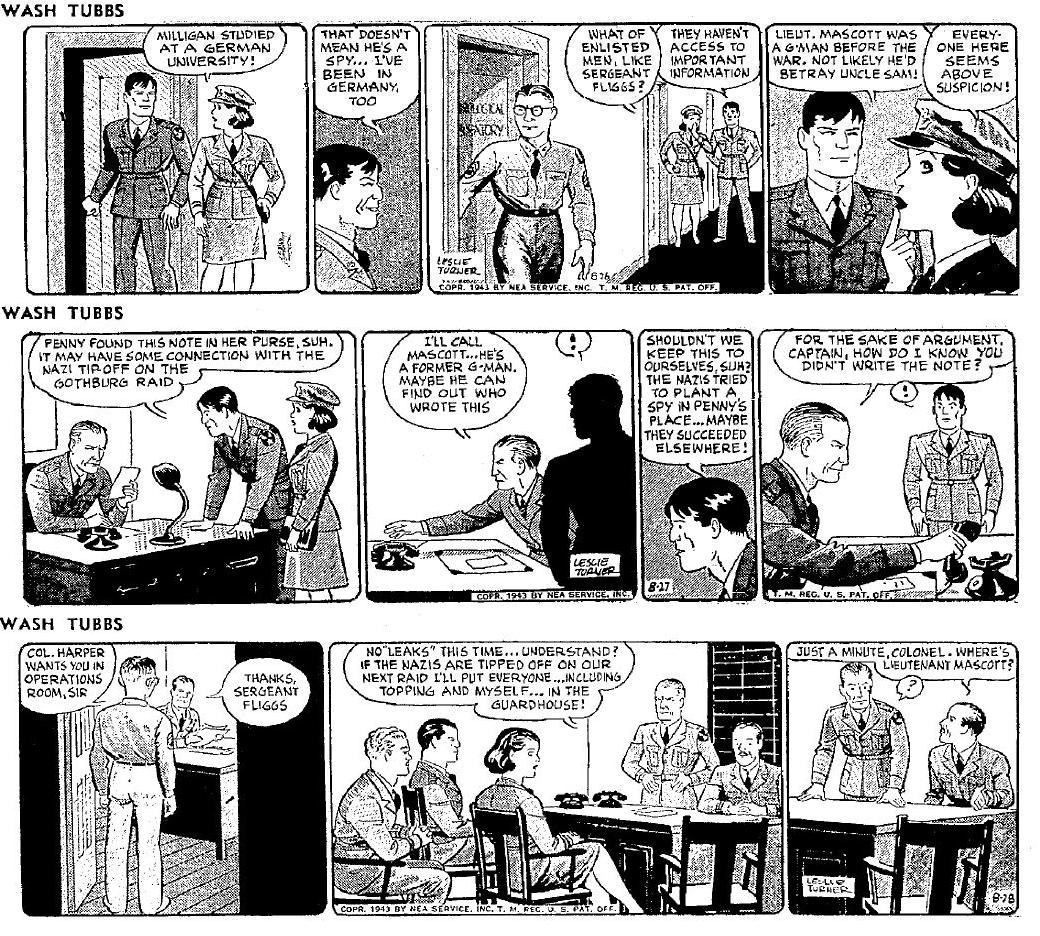 WASH TUBBS
MILLIGAN STUDIED
AT A GERMAN
UNIVERSITY!
THAT DOESN'T
MEAN HE'S A
SPY... I'VE
BEEN IN
GERMANY,
TOO
WHAT OF
ENLISTED
MEN, LIKE
SERGEANT
FLIGGS?
THEY HAVEN'T
ACCESS TO
IMPORTANT
INFORMATION
LESLIE
TURNER
8-26
COPR. 1943 BY NEA SERVICE, INC. T. M. REG. U. S. PAT. OFF.
LIEUT. MASCOTT WAS
A G-MAN BEFORE THE
WAR. NOT LIKELY HE'D
BETRAY UNCLE SAM!
EVERY-
ONE HERE
SEEMS
ABOVE
SUSPICION!
WASH TUBBS
PENNY FOUND THIS NOTE IN HER PURSE, SUH.
IT MAY HAVE SOME CONNECTION WITH THE
NAZI TIP-OFF ON THE
GOTHBURG RAID
I'LL CALL
MASCOTT...HE'S
A FORMER G-MAN.
MAYBE HE CAN
FIND OUT WHO
WROTE THIS
!
LESLIE
TURNER
COPR. 1943 BY NEA SERVICE, INC.
SHOULDN'T WE
KEEP THIS TO
OURSELVES, SUH?
THE NAZIS TRIED
TO PLANT A
SPY IN PENNY'S
PLACE...MAYBE
THEY SUCCEEDED
ELSEWHERE!
8-27
FOR THE SAKE OF ARGUMENT,
CAPTAIN, HOW DO I KNOW YOU
DIDN'T WRITE THE NOTE?
!
T. M. REG. U. S. PAT. OFF.
WASH TUBBS
COL. HARPER
WANTS YOU IN
OPERATIONS
ROOM, SIR
THANKS,
SERGEANT
FLIGGS
NO "LEAKS" THIS TIME... UNDERSTAND?
IF THE NAZIS ARE TIPPED OFF ON OUR
NEXT RAID I'LL PUT EVERYONE...INCLUDING
TOPPING AND MYSELF... IN THE
GUARDHOUSE!
COPR. 1943 BY NEA SERVICE, INC. T. M. REG. U. S. PAT. OFF.
JUST A MINUTE, COLONEL. WHERE'S
LIEUTENANT MASCOTT?
?
LESLIE
TURNER
8-28